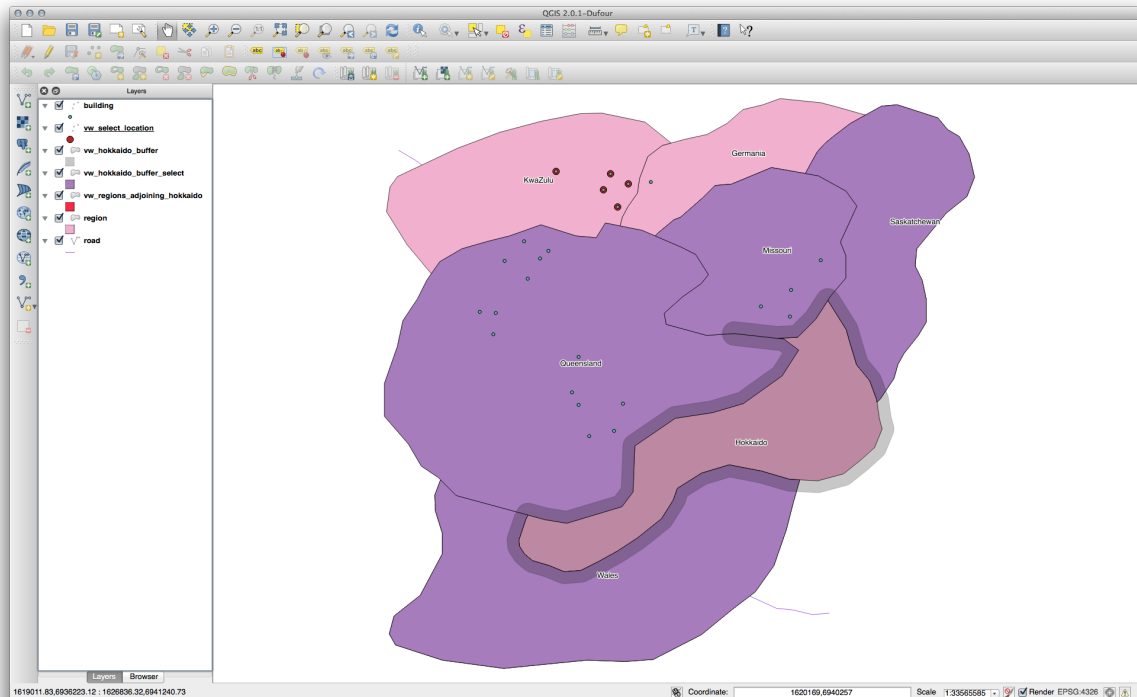 QGIS 2.0.1-Dufour
Layers
building
vw_select_location
vw_hokkaido_buffer
vw_hokkaido_buffer_select
vw_regions_adjoining_hokkaido
region
road
Germania
KwaZulu
Saskatchewan
Missouri
Queensland
Hokkaido
Wales
Layers Browser
1619011.83,6936223.12 : 1626836.32,6941240.73 Coordinate: 1620169,6940257 Scale 1:33565585 Render EPSG:4326